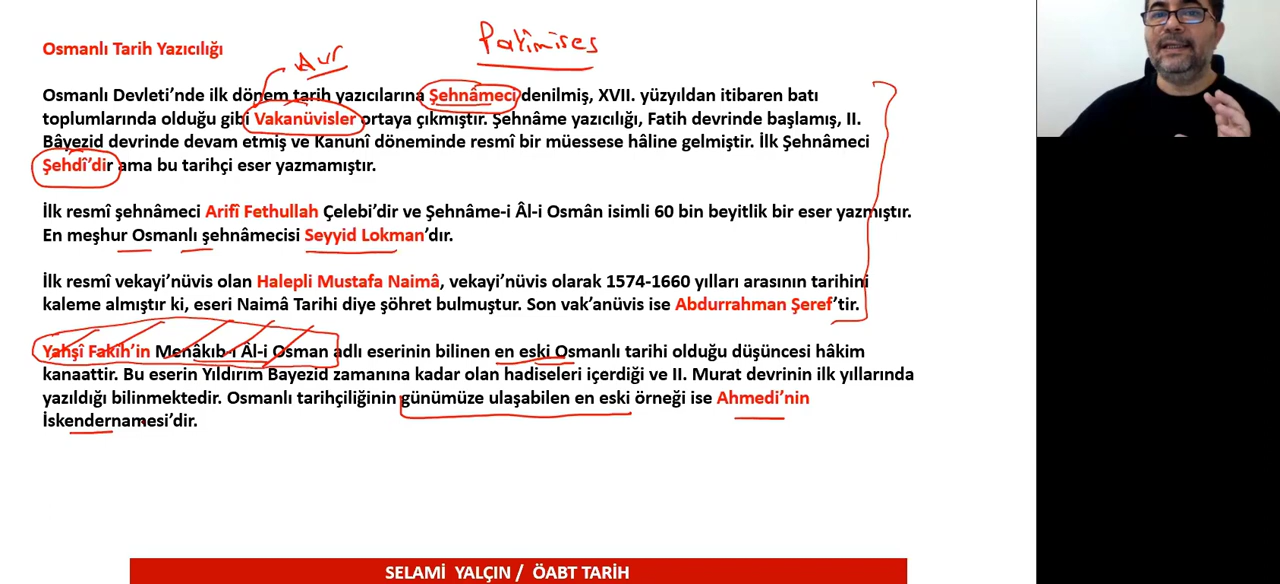 Patîmises
Osmanlı Tarih Yazıcılığı
Avr
Osmanlı Devleti’nde ilk dönem tarih yazıcılarına Şehnâmeci denilmiş, XVII. yüzyıldan itibaren batı
toplumlarında olduğu gibi Vakanüvisler ortaya çıkmıştır. Şehnâme yazıcılığı, Fatih devrinde başlamış, II.
Bâyezid devrinde devam etmiş ve Kanunî döneminde resmî bir müessese hâline gelmiştir. İlk Şehnâmeci
Şehdî’dir ama bu tarihçi eser yazmamıştır.
İlk resmî şehnâmeci Arifî Fethullah Çelebi’dir ve Şehnâme-i Âl-i Osmân isimli 60 bin beyitlik bir eser yazmıştır.
En meşhur Osmanlı şehnâmecisi Seyyid Lokman’dır.
İlk resmî vekayi’nüvis olan Halepli Mustafa Naimâ, vekayi’nüvis olarak 1574-1660 yılları arasının tarihini
kaleme almıştır ki, eseri Naimâ Tarihi diye şöhret bulmuştur. Son vak’anüvis ise Abdurrahman Şeref’tir.
Yahşî Fakih’in Menâkıb-ı Âl-i Osman adlı eserinin bilinen en eski Osmanlı tarihi olduğu düşüncesi hâkim
kanaattir. Bu eserin Yıldırım Bayezid zamanına kadar olan hadiseleri içerdiği ve II. Murat devrinin ilk yıllarında
yazıldığı bilinmektedir. Osmanlı tarihçiliğinin günümüze ulaşabilen en eski örneği ise Ahmedi’nin
İskendernamesi’dir.
SELAMİ YALÇIN / ÖABT TARİH